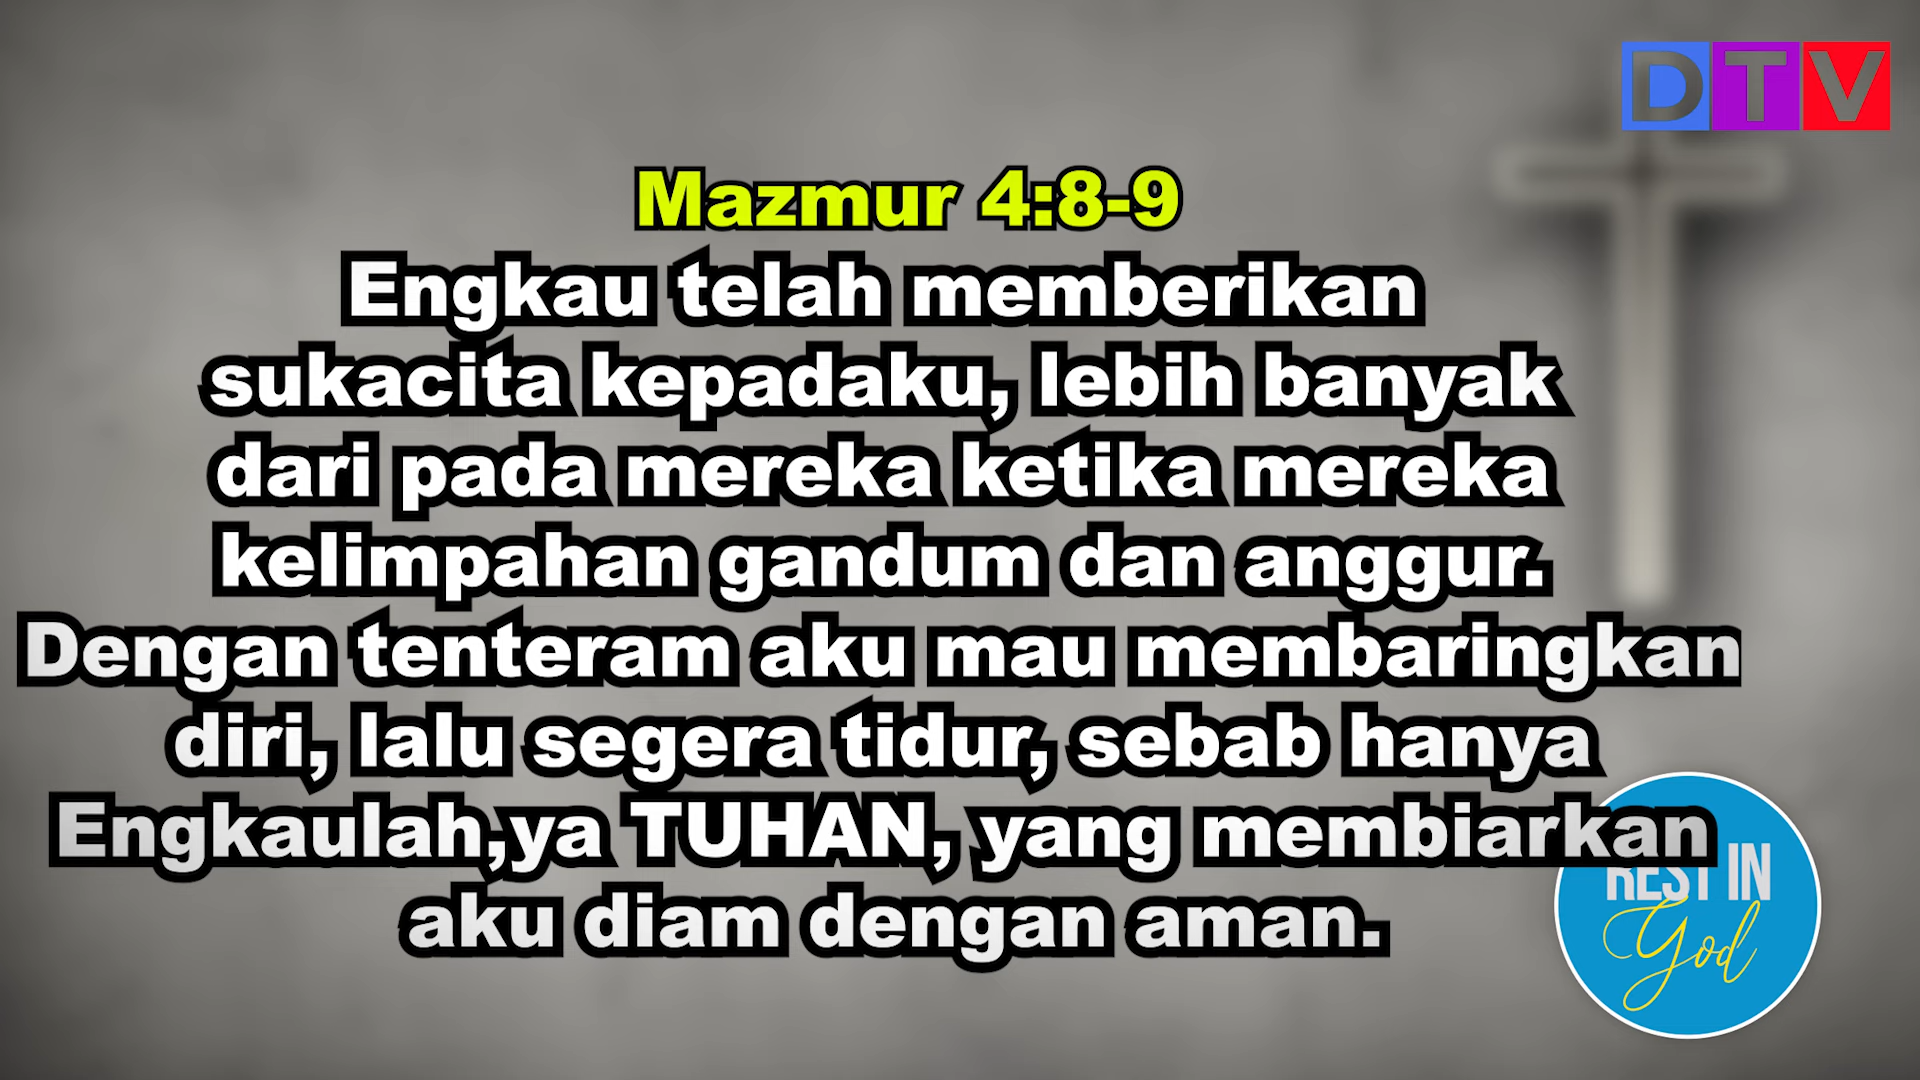 DTV
Mazmur 4:8-9
Engkau telah memberikan
sukacita kepadaku, lebih banyak
dari pada mereka ketika mereka
kelimpahan gandum dan anggur.
Dengan tenteram aku mau membaringkan
diri, lalu segera tidur, sebab hanya
Engkaulah,ya TUHAN, yang membiarkan
aku diam dengan aman.
REST IN
God